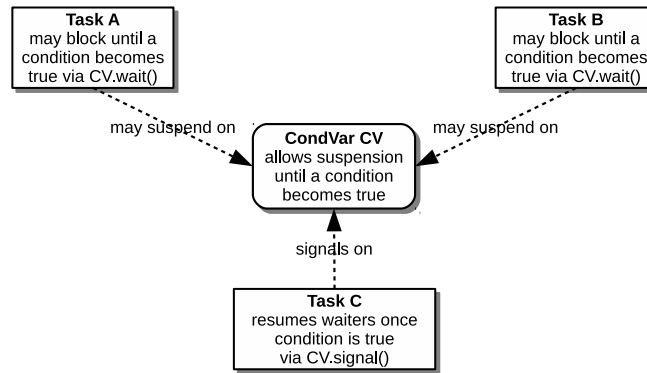 Task A
may block until a
condition becomes
true via CV.wait()
Task B
may block until a
condition becomes
true via CV.wait()
may suspend on
may suspend on
CondVar CV
allows suspension
until a condition
becomes true
signals on
Task C
resumes waiters once
condition is true
via CV.signal()